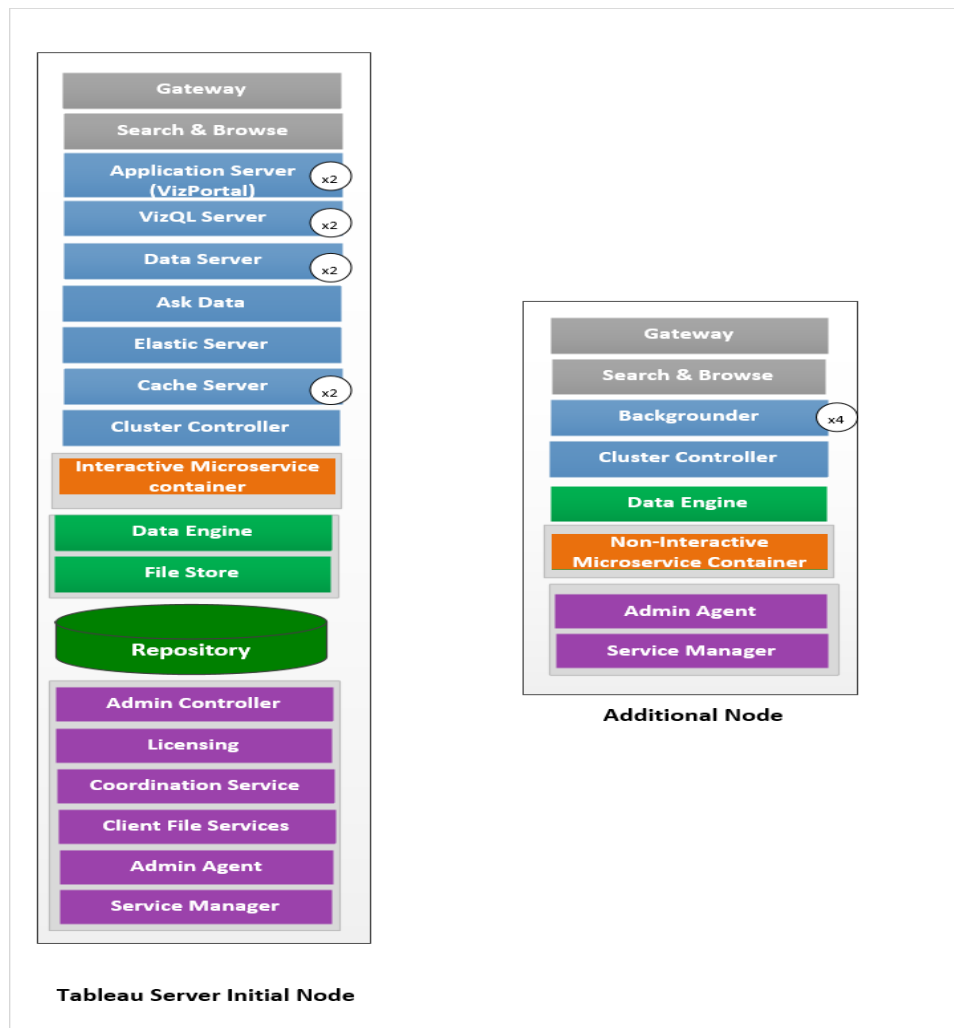 Gateway
Search & Browse
Application Server
(VizPortal)
x2
VizQL Server
x2
Data Server
x2
Ask Data
Elastic Server
Cache Server
x2
Cluster Controller
Interactive Microservice
container
Data Engine
File Store
Repository
Admin Controller
Licensing
Coordination Service
Client File Services
Admin Agent
Service Manager
Tableau Server Initial Node
Gateway
Search & Browse
Backgrounder
x4
Cluster Controller
Data Engine
Non-Interactive
Microservice Container
Admin Agent
Service Manager
Additional Node